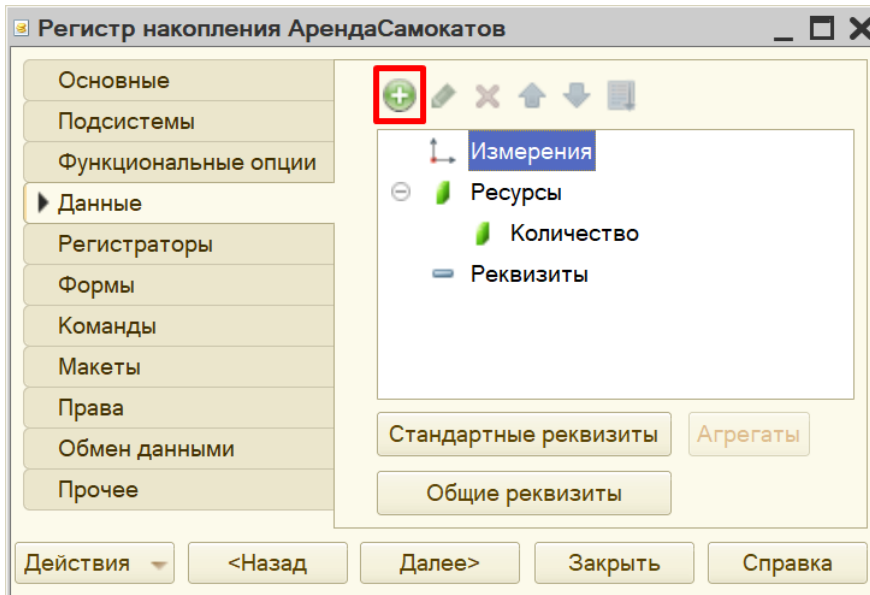 Регистр накопления АрендаСамокатов
Основные
Подсистемы
Функциональные опции
Данные
Регистраторы
Формы
Команды
Макеты
Права
Обмен данными
Прочее
Измерения
Ресурсы
Количество
Реквизиты
Стандартные реквизиты
Агрегаты
Общие реквизиты
Действия
<Назад
Далее>
Закрыть
Справка